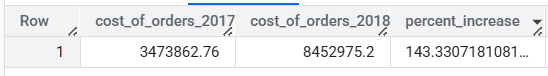 Row cost_of_orders_2017 cost_of_orders_2018 percent_increase
1 3473862.76 8452975.2 143.3307181081...